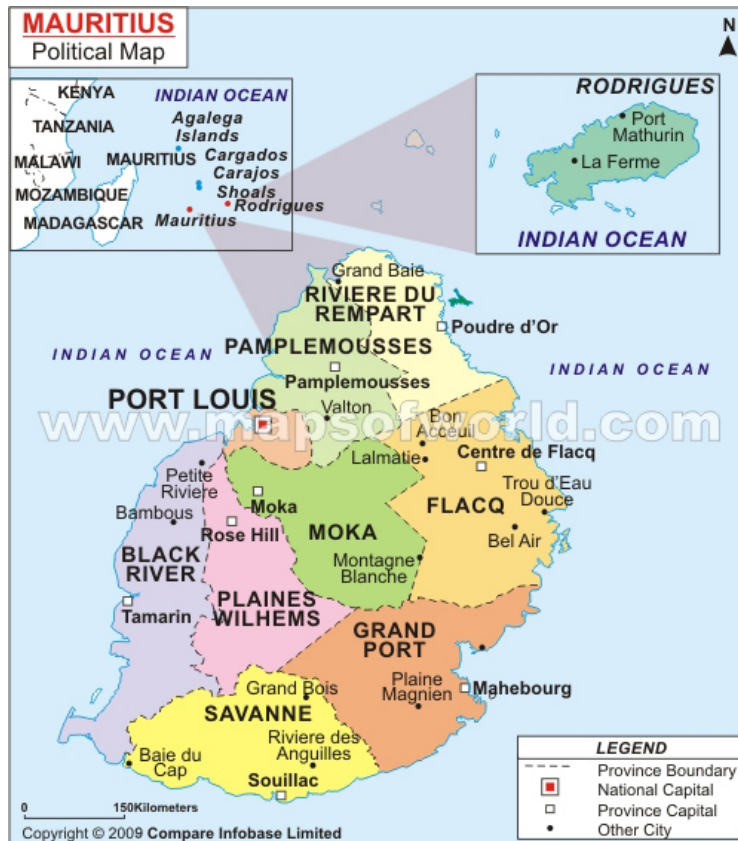 MAURITIUS
Political Map
N
KENYA
TANZANIA
MALAWI
MOZAMBIQUE
MADAGASCAR
INDIAN OCEAN
Agalega
Islands
MAURITIUS
Cargados
Carajos
Shoals
Rodrigues
Mauritius
RODRIGUES
Port
Mathurin
La Ferme
INDIAN OCEAN
Grand Baie
RIVIERE DU
REMPART
Poudre d'Or
PAMPLEMOUSSES
Pamplemousses
INDIAN OCEAN
INDIAN OCEAN
PORT LOUIS
Valton
www.mapsofworld.com
Bon
Acceuil
Lalmatie
Centre de Flacq
Trou d'Eau
Douce
FLACQ
Bel Air
Petite
Riviere
Bambous
Moka
Rose Hill
MOKA
Montagne
Blanche
BLACK
RIVER
Tamarin
PLAINES
WILHEMS
GRAND
PORT
Plaine
Magnien
Mahebourg
Grand Bois
SAVANNE
Riviere des
Anguilles
Baie du
Cap
Souillac
LEGEND
Province Boundary
National Capital
Province Capital
Other City
0 150Kilometers
Copyright © 2009 Compare Infobase Limited